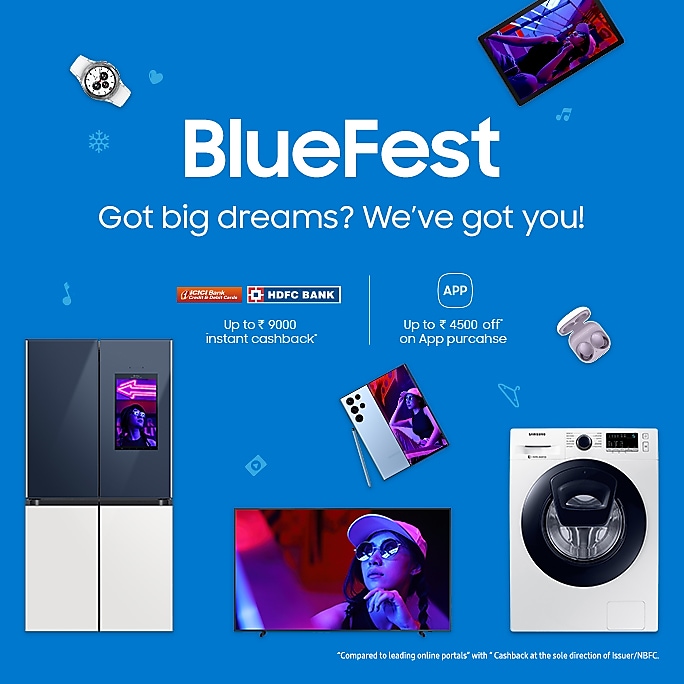 BlueFest
Got big dreams? We've got you!
ICICI Bank
Credit & Debit Cards
HDFC BANK
APP
Up to ₹ 9000
instant cashback*
Up to ₹ 4500 off*
on App purcahse
SAMSUNG
"Compared to leading online portals" with " Cashback at the sole direction of Issuer/NBFC.